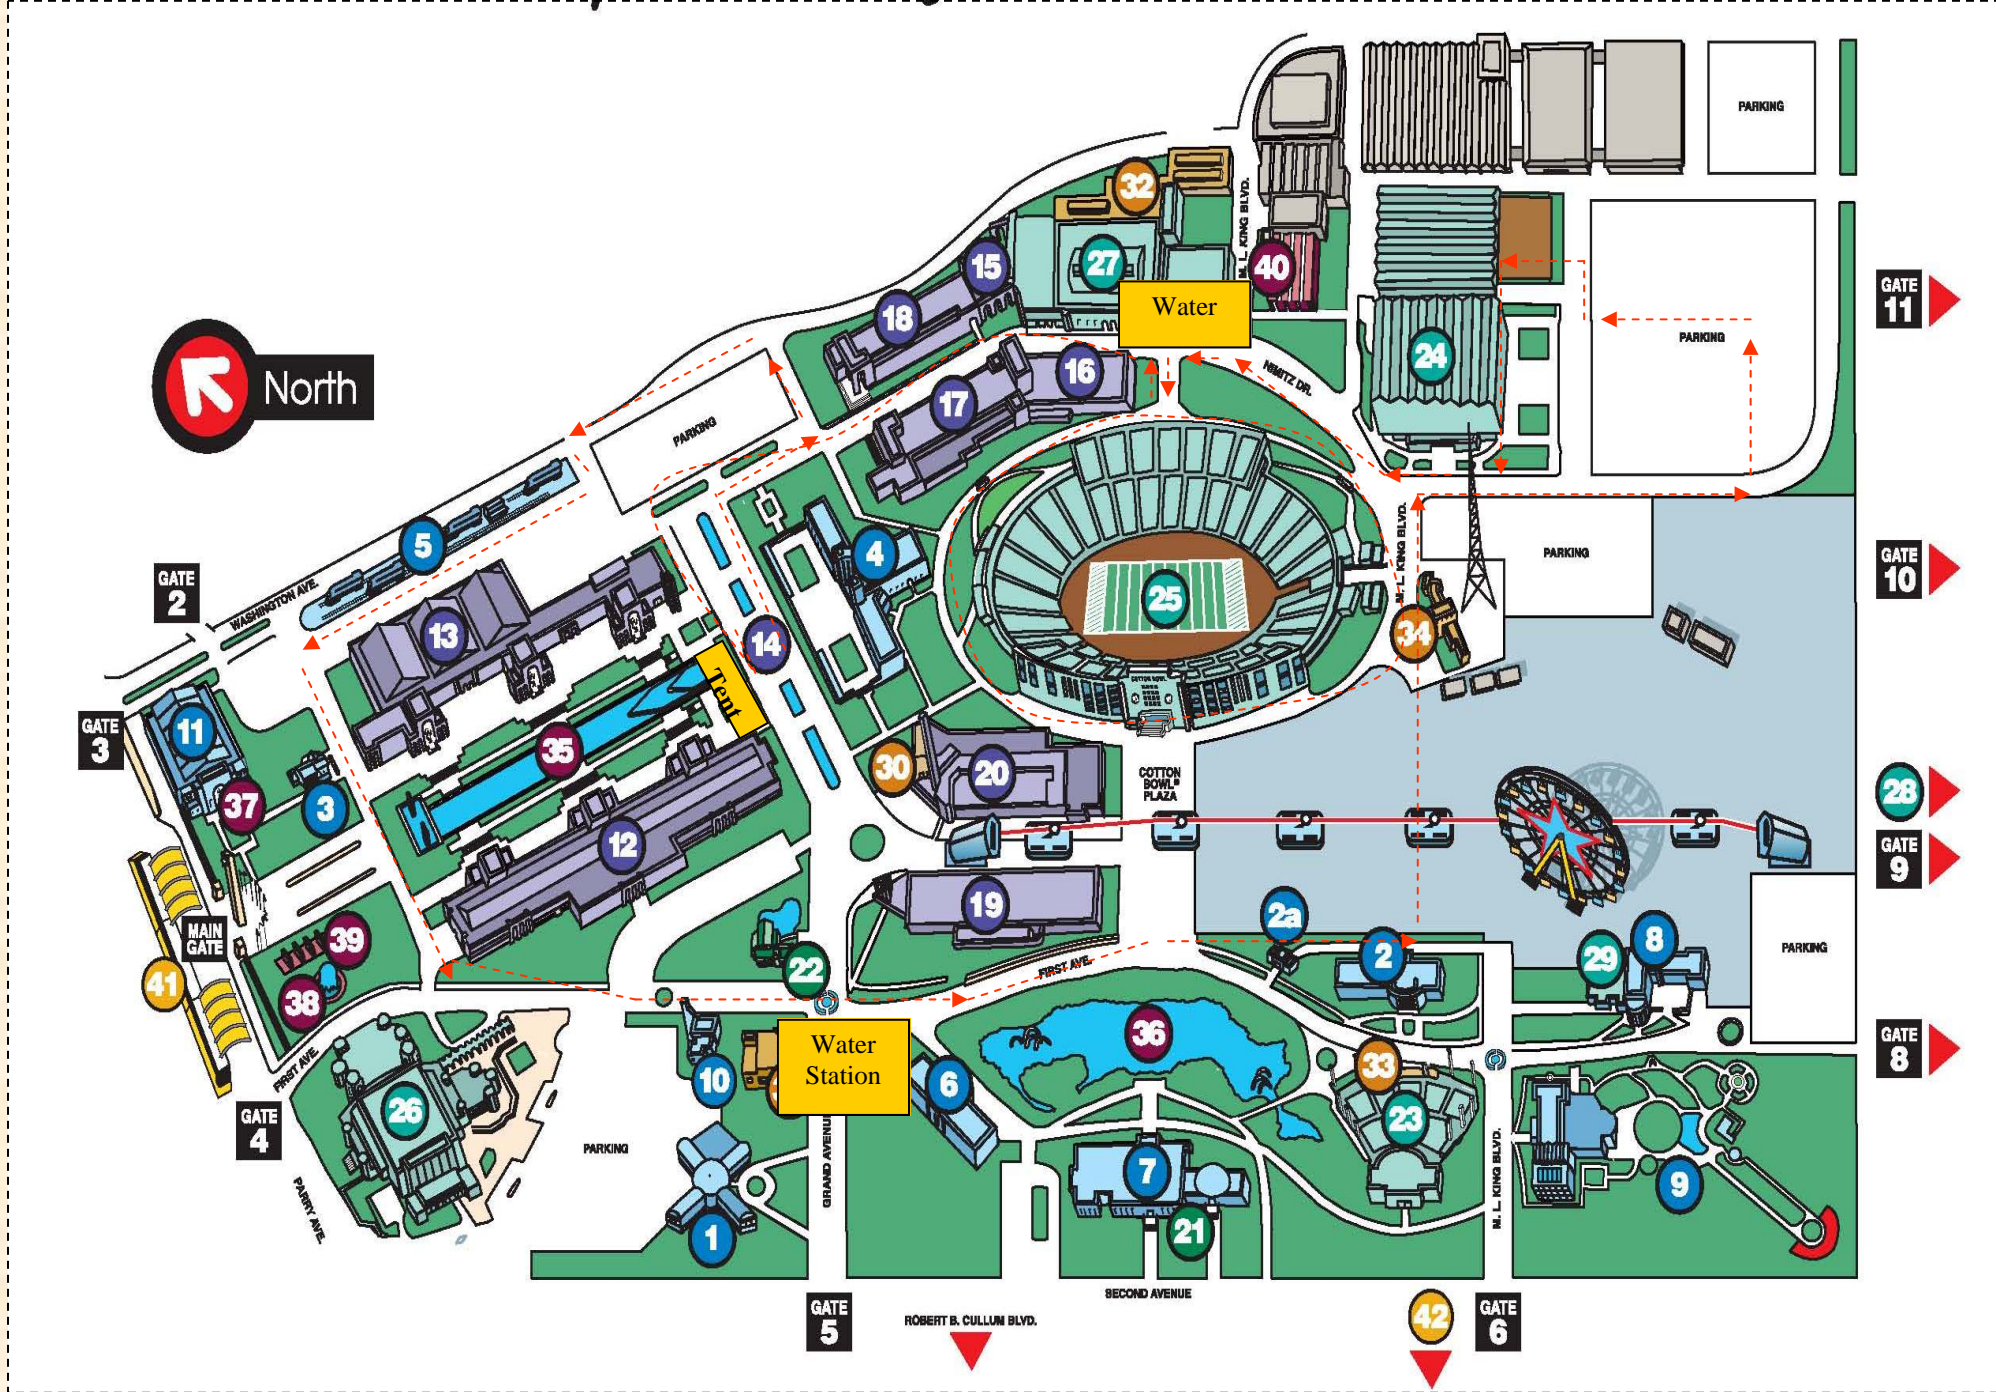 PARKING
32
M. L. KING BLVD.
15
27
40
18
Water
GATE
11
PARKING
North
16
24
NIMITZ DR.
17
PARKING
5
4
M. L. KING BLVD.
PARKING
GATE
10
GATE
2
WASHINGTON AVE.
25
13
14
34
Tent
COTTON BOWL
GATE
3
11
35
30
20
COTTON
BOWL®
PLAZA
28
37
3
12
GATE
9
19
2a
MAIN
GATE
39
2
29
8
PARKING
41
38
22
FIRST AVE.
36
FIRST AVE.
Water
Station
10
6
33
GATE
8
GATE
4
26
23
PARKING
GRAND AVENUE
7
M. L. KING BLVD.
9
PARRY AVE.
1
21
SECOND AVENUE
GATE
5
ROBERT B. CULLUM BLVD.
42
GATE
6